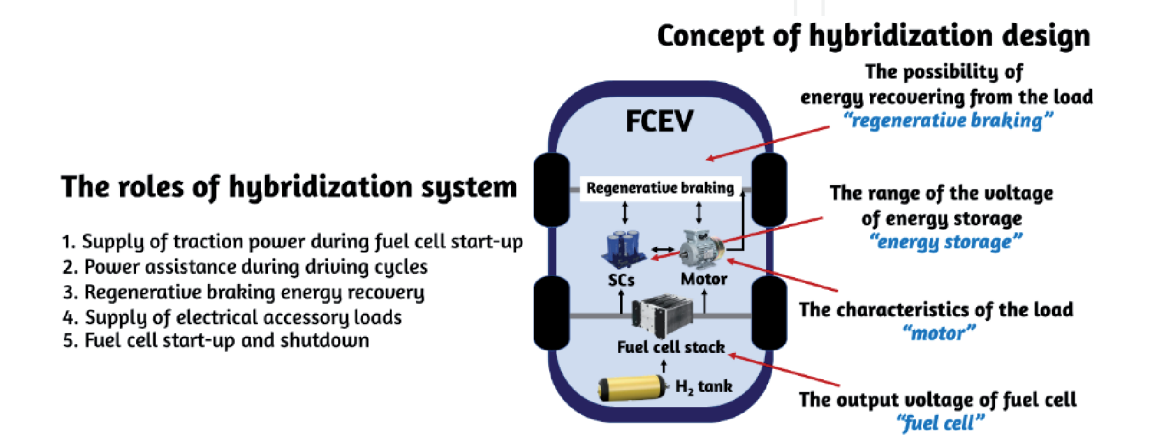 Concept of hybridization design
The possibility of
energy recovering from the load
“regenerative braking”
FCEV
The roles of hybridization system
Regenerative braking
The range of the voltage
of energy storage
“energy storage”
1. Supply of traction power during fuel cell start-up
2. Power assistance during driving cycles
3. Regenerative braking energy recovery
4. Supply of electrical accessory loads
5. Fuel cell start-up and shutdown
SCs
Motor
The characteristics of the load
“motor”
Fuel cell stack
H₂ tank
The output voltage of fuel cell
“fuel cell”